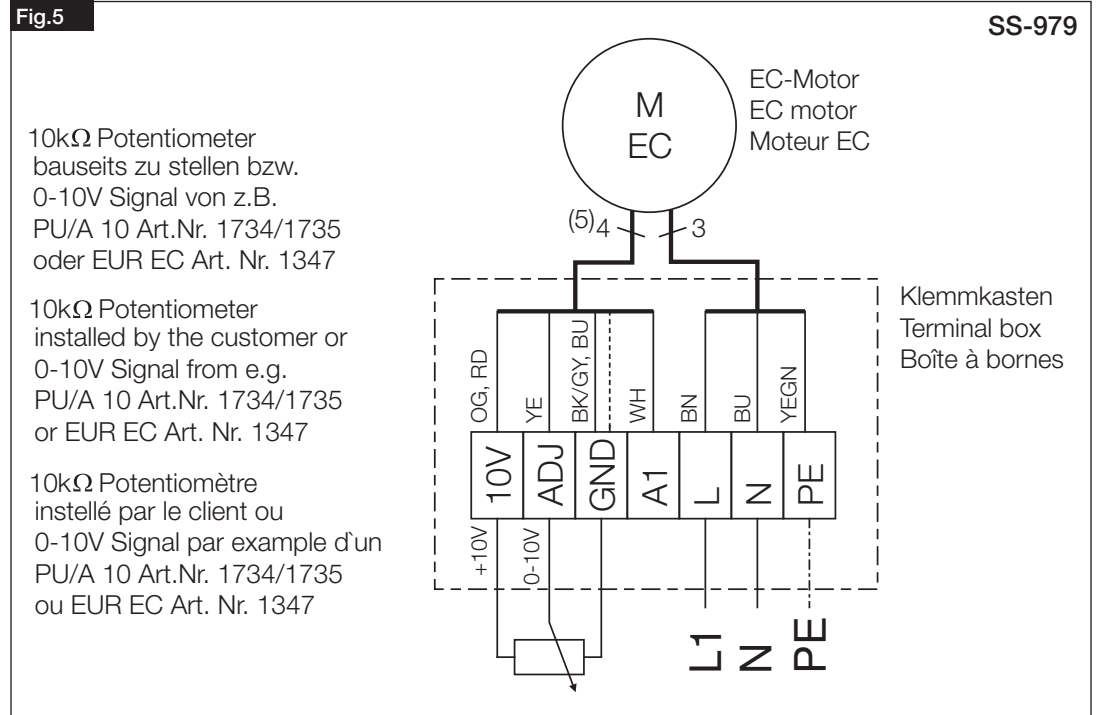 Fig.5
SS-979
M
EC
EC-Motor
EC motor
Moteur EC
10kΩ Potentiometer
bauseits zu stellen bzw.
0-10V Signal von z.B.
PU/A 10 Art.Nr. 1734/1735
oder EUR EC Art. Nr. 1347
10kΩ Potentiometer
installed by the customer or
0-10V Signal from e.g.
PU/A 10 Art.Nr. 1734/1735
or EUR EC Art. Nr. 1347
10kΩ Potentiomètre
instellé par le client ou
0-10V Signal par example d`un
PU/A 10 Art.Nr. 1734/1735
ou EUR EC Art. Nr. 1347
(5)4
3
Klemmkasten
Terminal box
Boîte à bornes
OG, RD
YE
BK/GY, BU
WH
BN
BU
YEGN
10V
ADJ
GND
A1
L
N
PE
+10V
0-10V
L1
N
PE